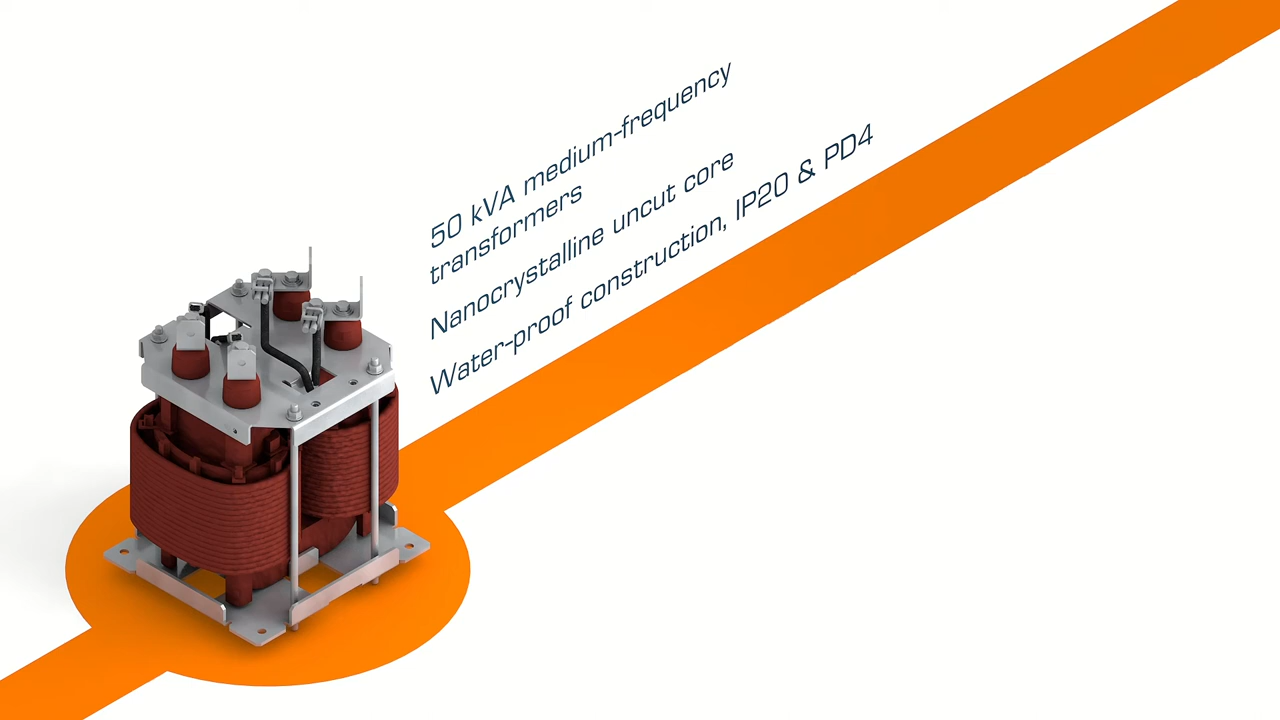 50 kVA medium-frequency
transformers
Nanocrystalline uncut core
Water-proof construction, IP20 & PD4